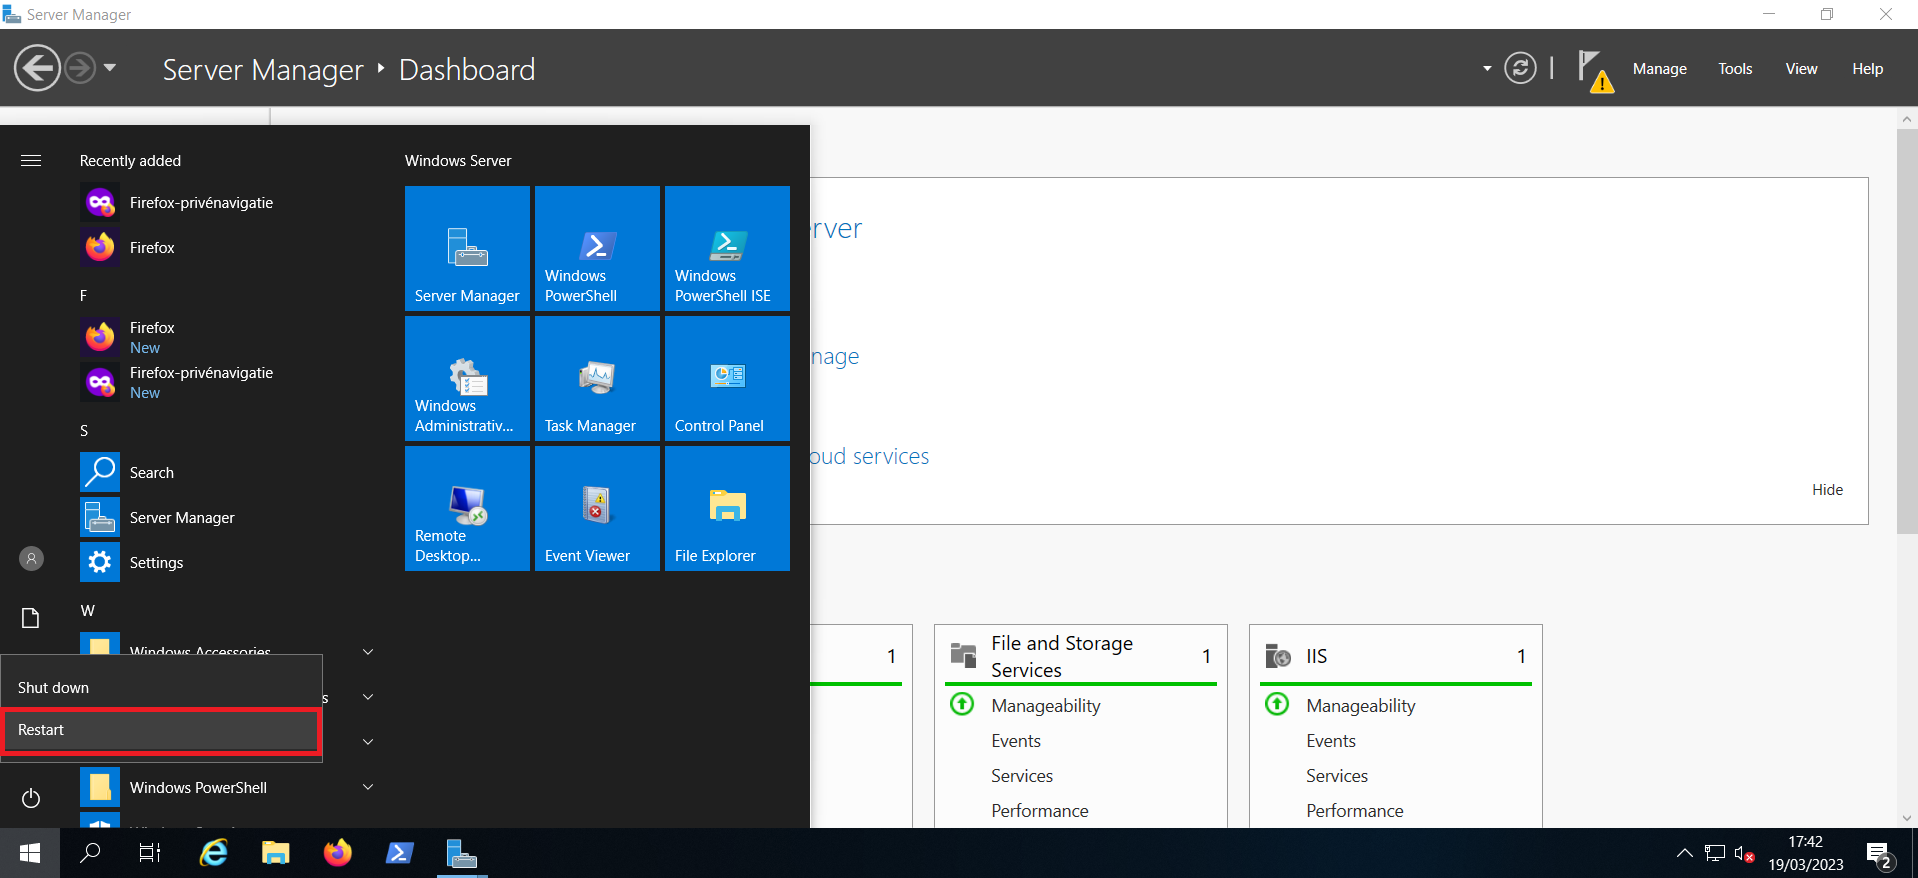 Server Manager
Server Manager
Dashboard
Manage
Tools
View
Help
Recently added
Firefox-privénavigatie
Firefox
F
Firefox
New
Firefox-privénavigatie
New
S
Search
Server Manager
Settings
W
Windows Accessories
s
Shut down
Restart
Windows PowerShell
Windows Server
Server Manager
Windows
PowerShell
Windows
PowerShell ISE
Windows
Administrativ...
Task Manager
Control Panel
Remote
Desktop...
Event Viewer
File Explorer
rver
nage
oud services
Hide
1
File and Storage
Services
1
Manageability
Events
Services
Performance
IIS
1
Manageability
Events
Services
Performance
17:42
19/03/2023
2